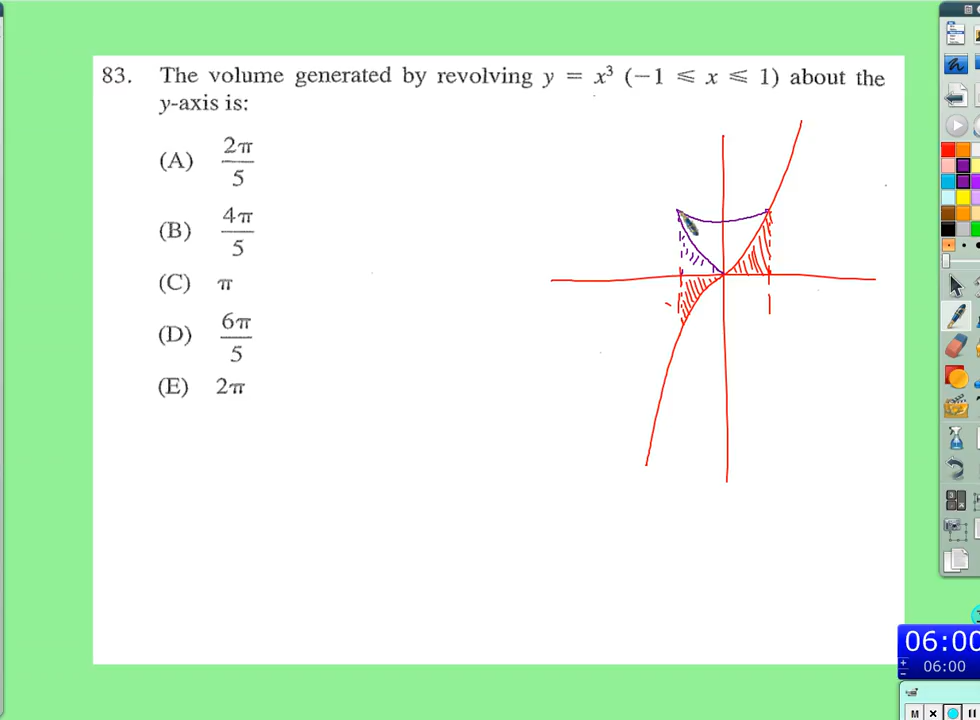 83. The volume generated by revolving y = x³ (−1 ⩽ x ⩽ 1) about the
y-axis is:
(A) 2π/5
(B) 4π/5
(C) π
(D) 6π/5
(E) 2π
06:00
06:00
M